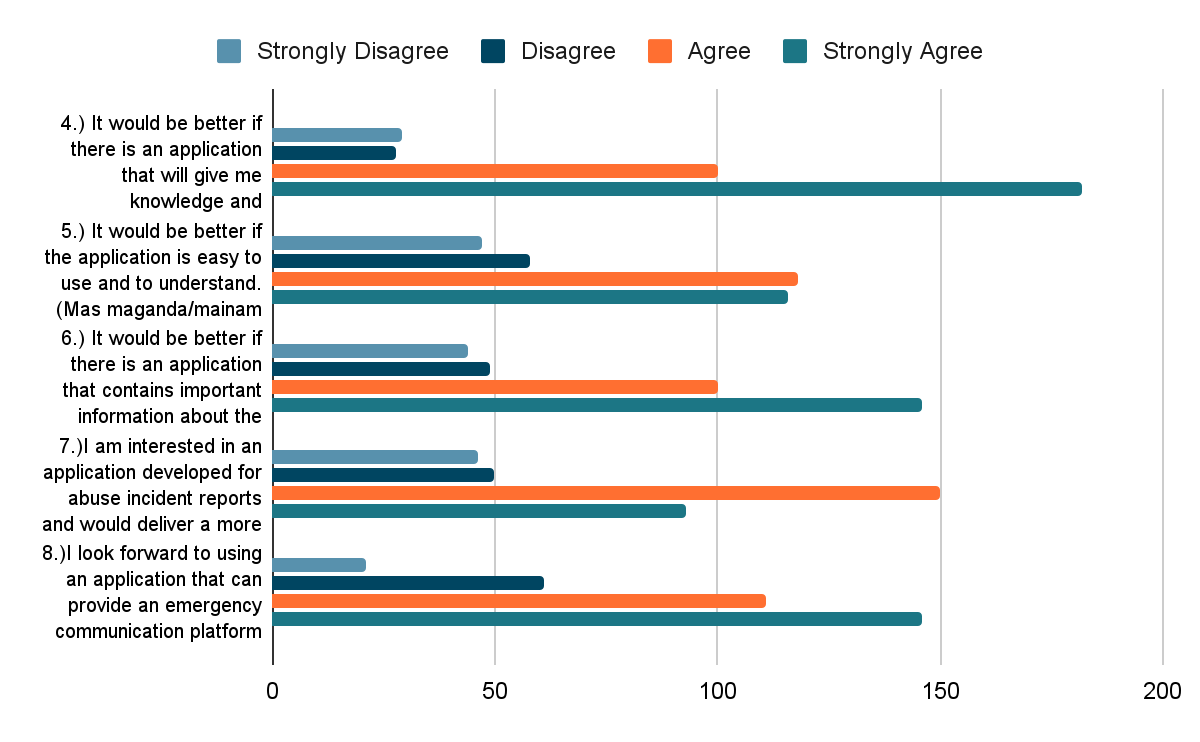 Strongly Disagree Disagree Agree Strongly Agree
4.) It would be better if
there is an application
that will give me
knowledge and
5.) It would be better if
the application is easy to
use and to understand.
(Mas maganda/mainam
6.) It would be better if
there is an application
that contains important
information about the
7.)I am interested in an
application developed for
abuse incident reports
and would deliver a more
8.)I look forward to using
an application that can
provide an emergency
communication platform
0 50 100 150 200